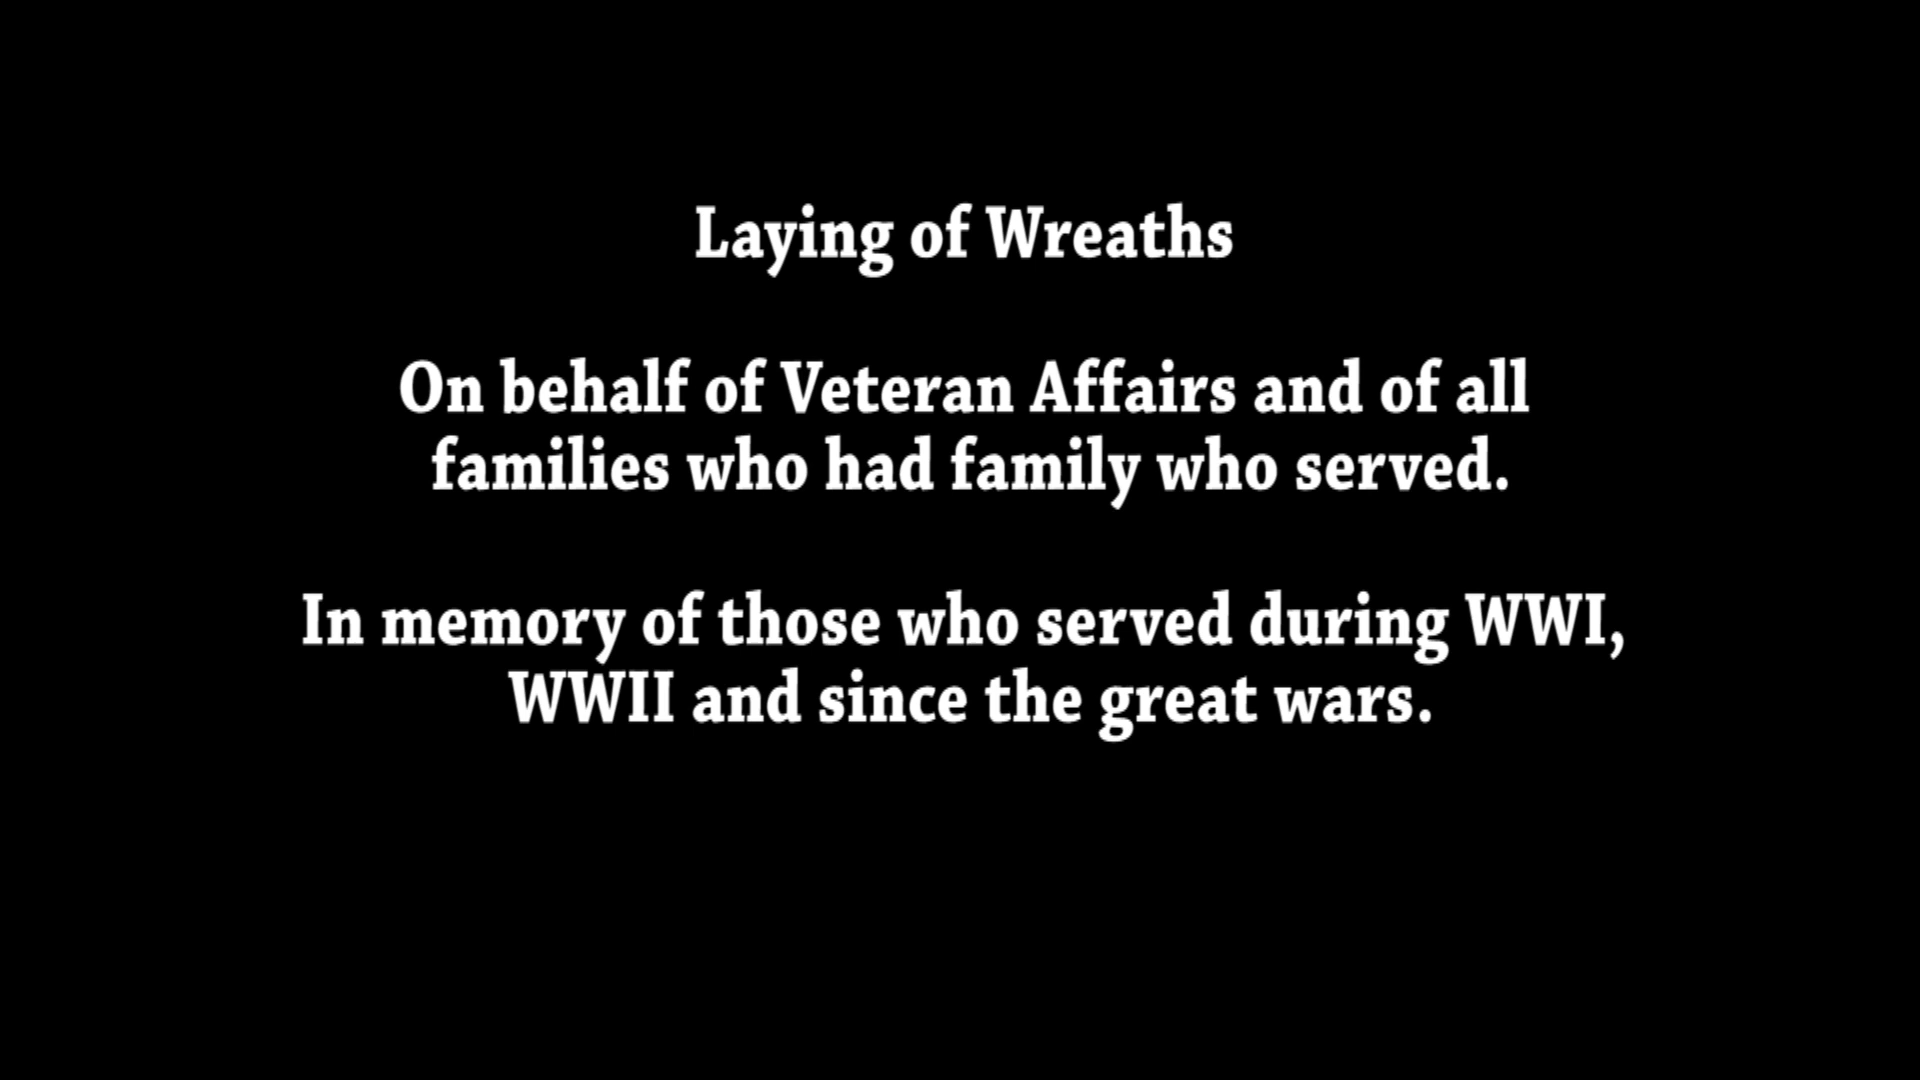 Laying of Wreaths
On behalf of Veteran Affairs and of all
families who had family who served.
In memory of those who served during WWI,
WWII and since the great wars.